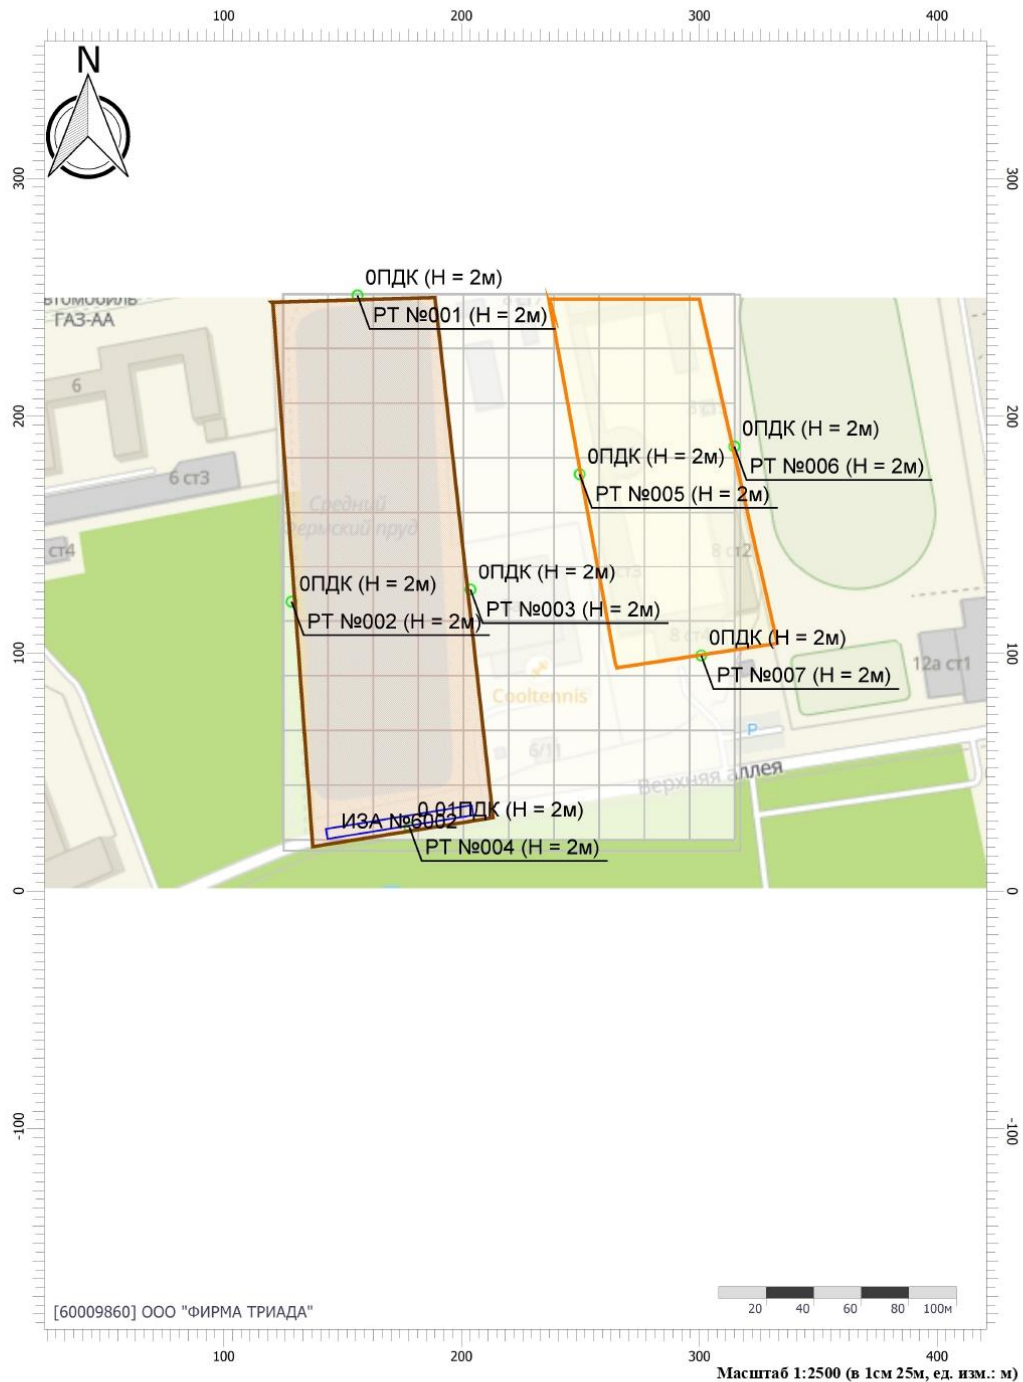 100 200 300 400
N
300
300
0ПДК (H = 2м)
РТ №001 (H = 2м)
ГАЗ-АА
6
200
200
0ПДК (H = 2м)
РТ №006 (H = 2м)
0ПДК (H = 2м)
РТ №005 (H = 2м)
6 ст3
Средний
Фермский пруд
ст4
8 ст2
0ПДК (H = 2м)
РТ №003 (H = 2м)
0ПДК (H = 2м)
РТ №002 (H = 2м)
0ПДК (H = 2м)
РТ №007 (H = 2м)
100
100
12а ст1
Cooltennis
P
6/11
Верхняя аллея
0.01ПДК (H = 2м)
ИЗА №6002
РТ №004 (H = 2м)
0
0
-100
-100
20 40 60 80 100м
[60009860] ООО "ФИРМА ТРИАДА"
100 200 300 400
Масштаб 1:2500 (в 1см 25м, ед. изм.: м)